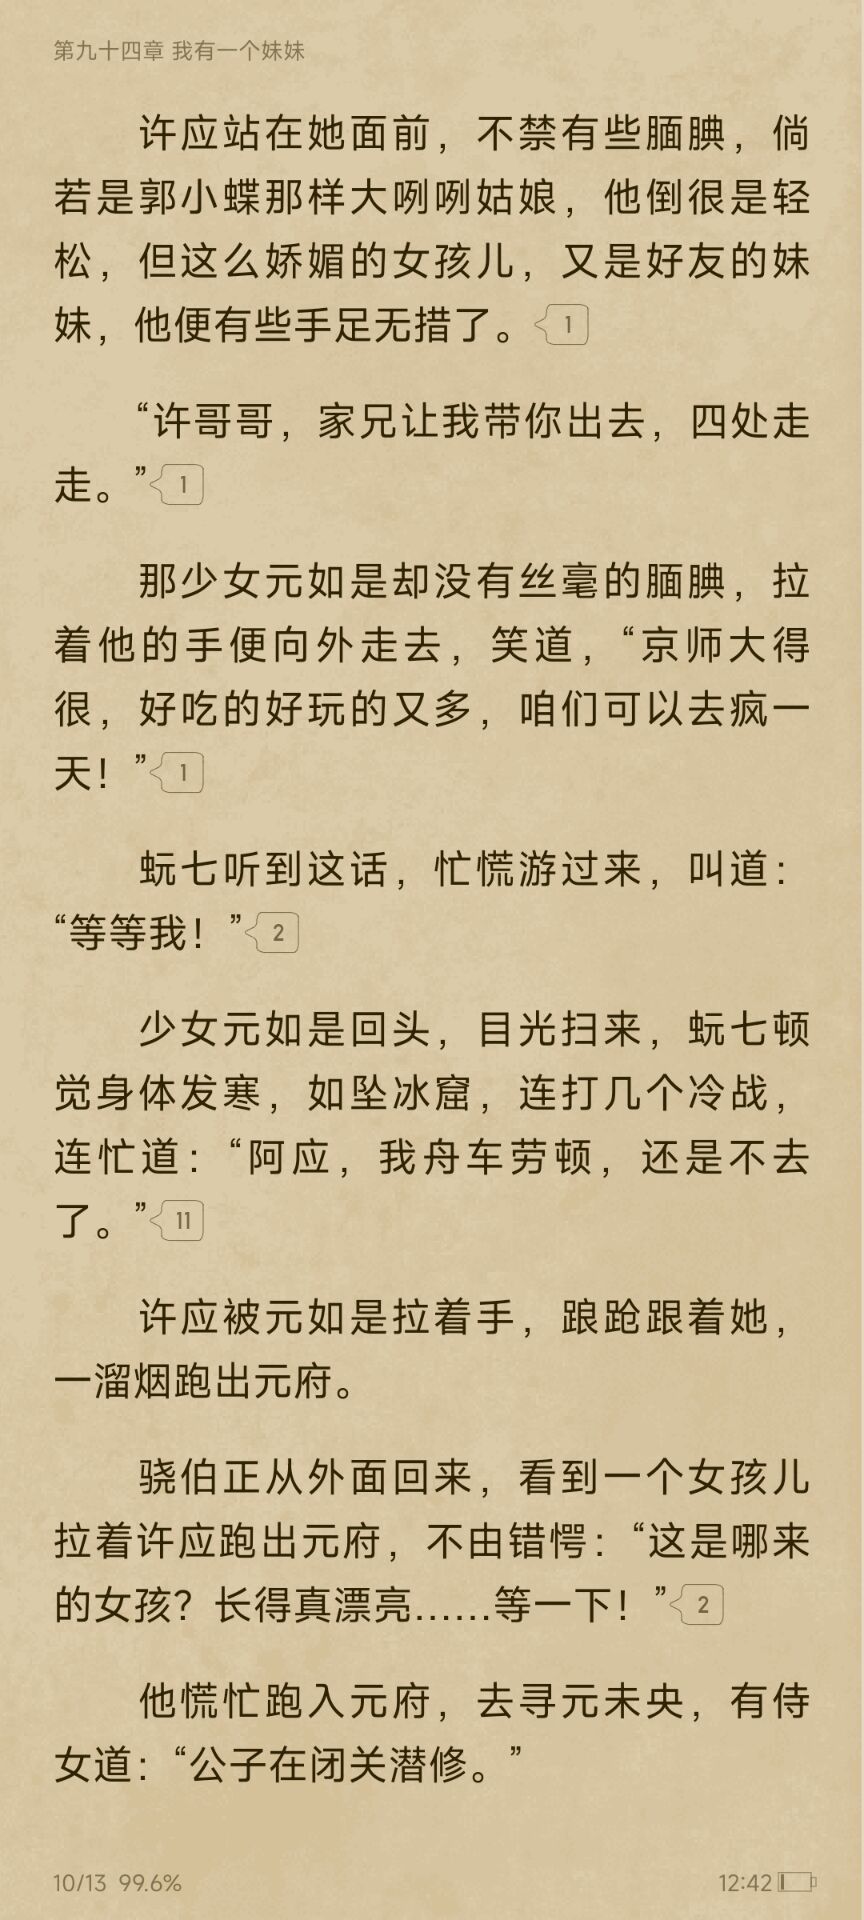 第九十四章 我有一个妹妹
许应站在她面前，不禁有些腼腆，倘
若是郭小蝶那样大咧咧姑娘，他倒很是轻
松，但这么娇媚的女孩儿，又是好友的妹
妹，他便有些手足无措了。1
“许哥哥，家兄让我带你出去，四处走
走。”1
那少女元如是却没有丝毫的腼腆，拉
着他的手便向外走去，笑道，“京师大得
很，好吃的好玩的又多，咱们可以去疯一
天！”1
蚖七听到这话，忙慌游过来，叫道：
“等等我！”2
少女元如是回头，目光扫来，蚖七顿
觉身体发寒，如坠冰窟，连打几个冷战，
连忙道：“阿应，我舟车劳顿，还是不去
了。”11
许应被元如是拉着手，踉跄跟着她，
一溜烟跑出元府。
骁伯正从外面回来，看到一个女孩儿
拉着许应跑出元府，不由错愕：“这是哪来
的女孩？长得真漂亮……等一下！”2
他慌忙跑入元府，去寻元未央，有侍
女道：“公子在闭关潜修。”
10/13 99.6% 12:42